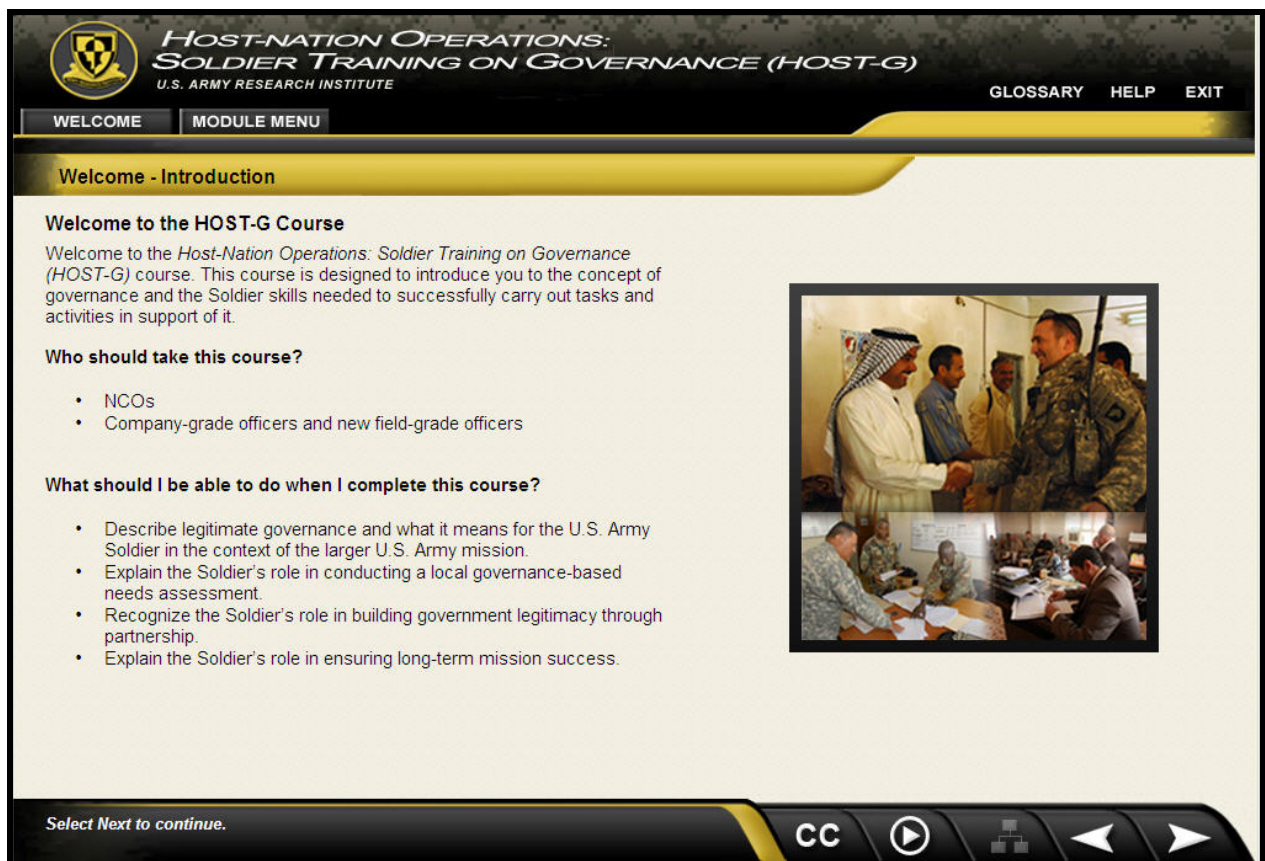 HOST-NATION OPERATIONS:
SOLDIER TRAINING ON GOVERNANCE (HOST-G)
U.S. ARMY RESEARCH INSTITUTE
GLOSSARY HELP EXIT
WELCOME MODULE MENU
Welcome - Introduction
Welcome to the HOST-G Course
Welcome to the Host-Nation Operations: Soldier Training on Governance
(HOST-G) course. This course is designed to introduce you to the concept of
governance and the Soldier skills needed to successfully carry out tasks and
activities in support of it.
Who should take this course?
• NCOs
• Company-grade officers and new field-grade officers
What should I be able to do when I complete this course?
• Describe legitimate governance and what it means for the U.S. Army
Soldier in the context of the larger U.S. Army mission.
• Explain the Soldier's role in conducting a local governance-based
needs assessment.
• Recognize the Soldier's role in building government legitimacy through
partnership.
• Explain the Soldier's role in ensuring long-term mission success.
Select Next to continue.
CC